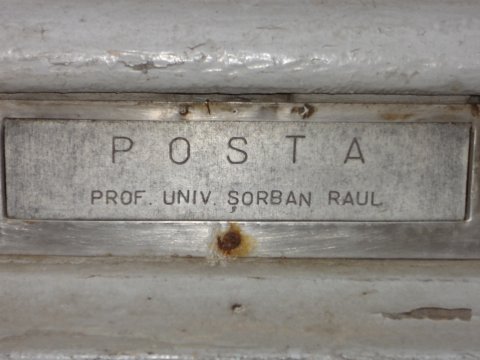 POSTA
PROF. UNIV. ȘORBAN RAUL